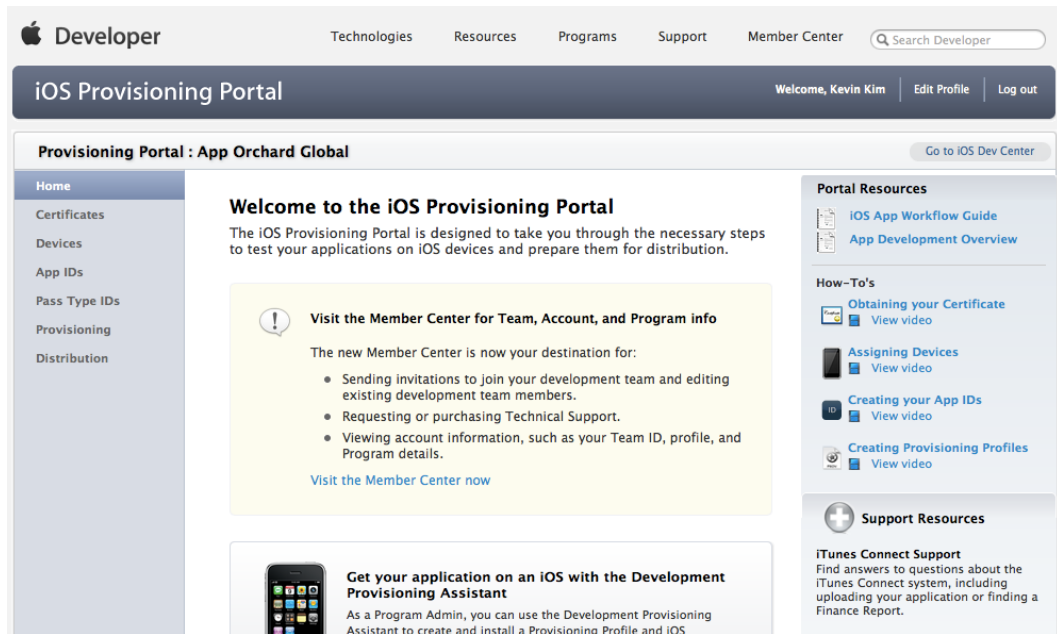 Developer
Technologies
Resources
Programs
Support
Member Center
Search Developer
iOS Provisioning Portal
Welcome, Kevin Kim
Edit Profile
Log out
Provisioning Portal : App Orchard Global
Go to iOS Dev Center
Home
Certificates
Devices
App IDs
Pass Type IDs
Provisioning
Distribution
Welcome to the iOS Provisioning Portal
The iOS Provisioning Portal is designed to take you through the necessary steps
to test your applications on iOS devices and prepare them for distribution.
Visit the Member Center for Team, Account, and Program info
The new Member Center is now your destination for:
Sending invitations to join your development team and editing
existing development team members.
Requesting or purchasing Technical Support.
Viewing account information, such as your Team ID, profile, and
Program details.
Visit the Member Center now
Get your application on an iOS with the Development
Provisioning Assistant
As a Program Admin, you can use the Development Provisioning
Assistant to create and install a Provisioning Profile and iOS
Portal Resources
iOS App Workflow Guide
App Development Overview
How-To's
Obtaining your Certificate
View video
Assigning Devices
View video
ID
Creating your App IDs
View video
Creating Provisioning Profiles
View video
Support Resources
iTunes Connect Support
Find answers to questions about the
iTunes Connect system, including
uploading your application or finding a
Finance Report.